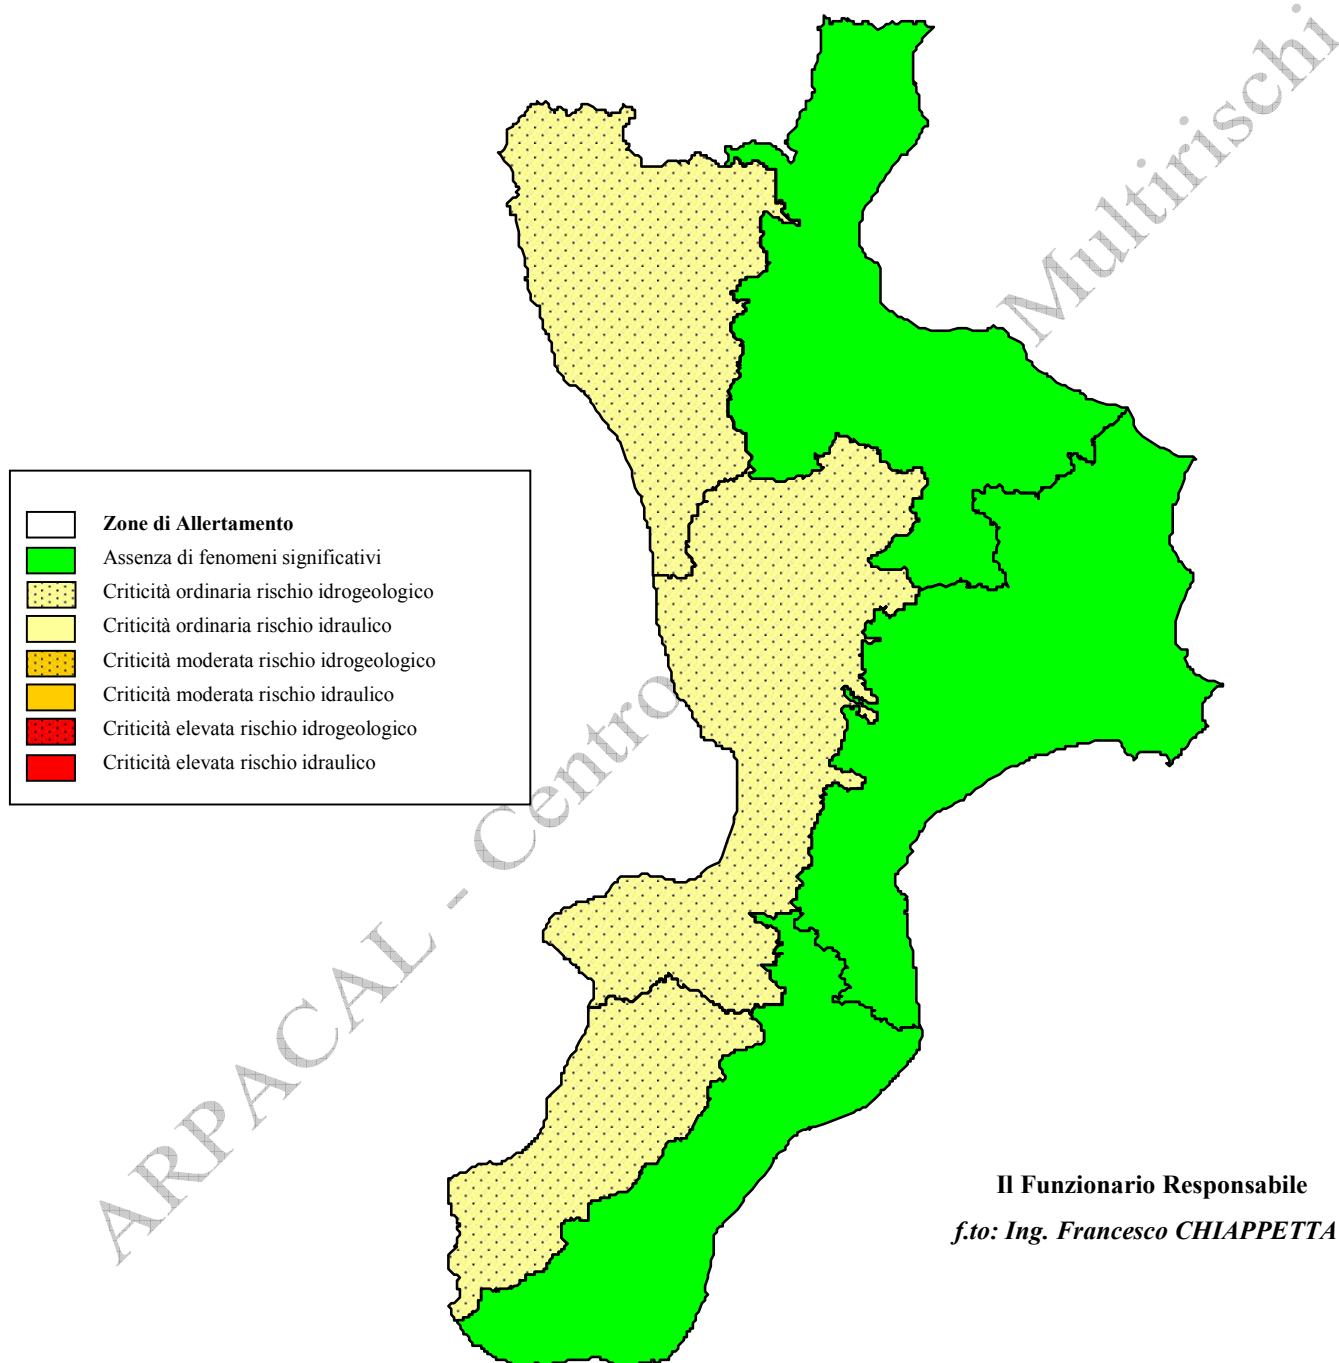 Zone di Allertamento
Assenza di fenomeni significativi
Criticità ordinaria rischio idrogeologico
Criticità ordinaria rischio idraulico
Criticità moderata rischio idrogeologico
Criticità moderata rischio idraulico
Criticità elevata rischio idrogeologico
Criticità elevata rischio idraulico
ARPACAL - Centro Multirischi
Il Funzionario Responsabile
f.to: Ing. Francesco CHIAPPETTA